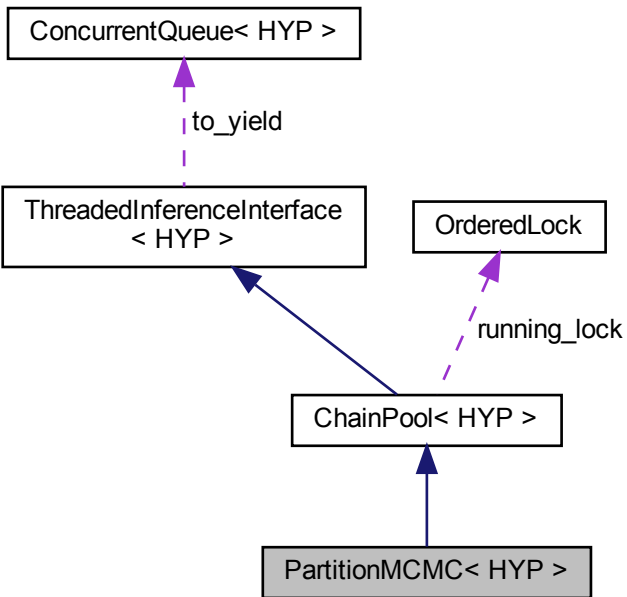 ConcurrentQueue< HYP >
to_yield
ThreadedInferenceInterface
< HYP >
OrderedLock
running_lock
ChainPool< HYP >
PartitionMCMC< HYP >